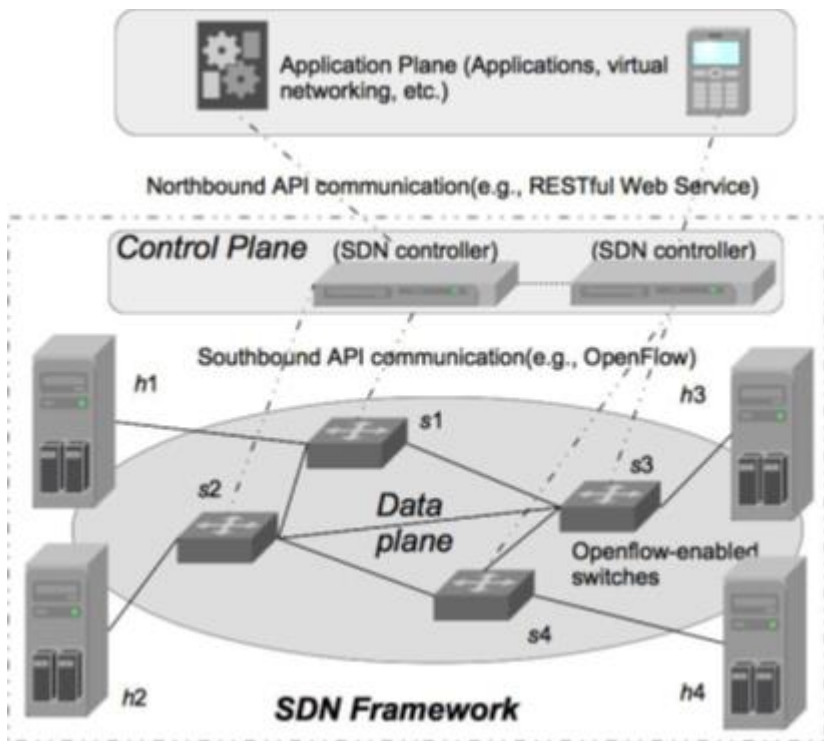 Application Plane (Applications, virtual
networking, etc.)
Northbound API communication(e.g., RESTful Web Service)
Control Plane
(SDN controller)
(SDN controller)
Southbound API communication(e.g., OpenFlow)
h1
h3
s1
s2
s3
Data
plane
Openflow-enabled
switches
s4
h2
h4
SDN Framework